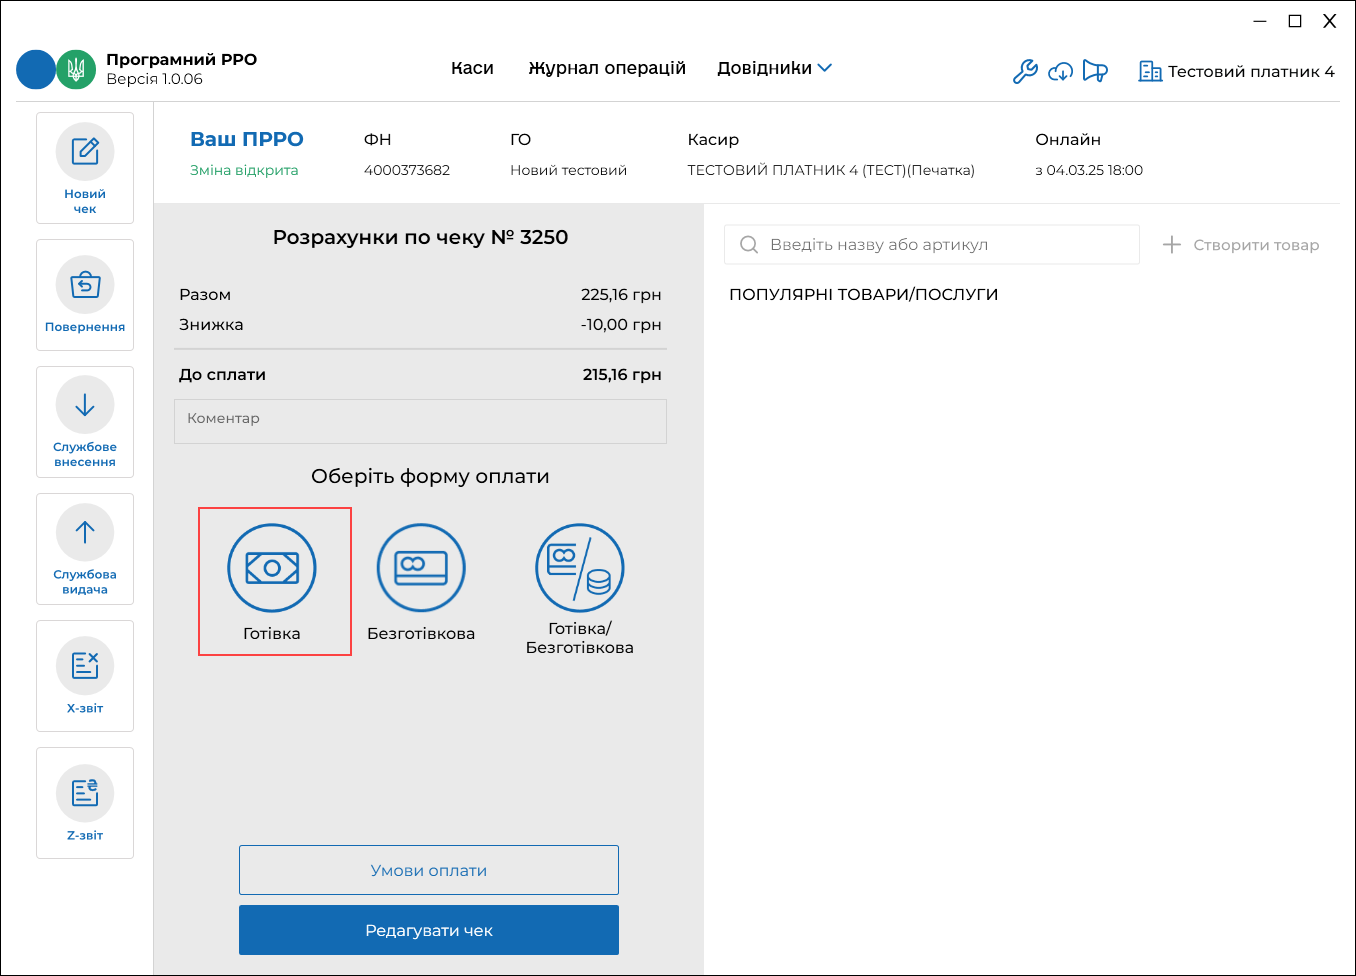 Програмний РРО
Версія 1.0.06
Каси
Журнал операцій
Довідники
Тестовий платник 4
Новий
чек
Повернення
Службове
внесення
Службова
видача
Х-звіт
Z-звіт
Ваш ПРРО
Зміна відкрита
ФН
4000373682
ГО
Новий тестовий
Касир
ТЕСТОВИЙ ПЛАТНИК 4 (ТЕСТ)(Печатка)
Онлайн
з 04.03.25 18:00
Розрахунки по чеку № 3250
Разом 225,16 грн
Знижка -10,00 грн
До сплати 215,16 грн
Коментар
Оберіть форму оплати
Готівка
Безготівкова
Готівка/
Безготівкова
Умови оплати
Редагувати чек
Введіть назву або артикул
Створити товар
ПОПУЛЯРНІ ТОВАРИ/ПОСЛУГИ